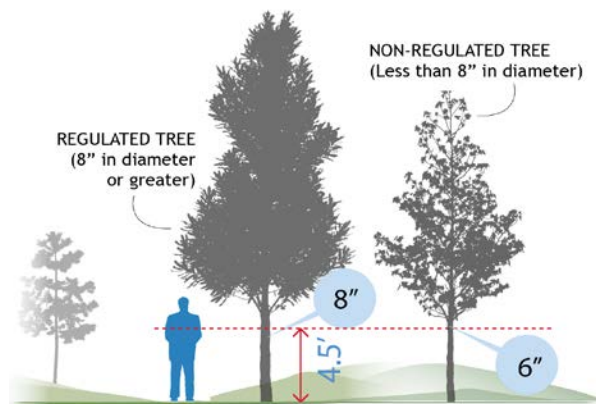 NON-REGULATED TREE
(Less than 8” in diameter)
REGULATED TREE
(8” in diameter
or greater)
8”
4.5’
6”